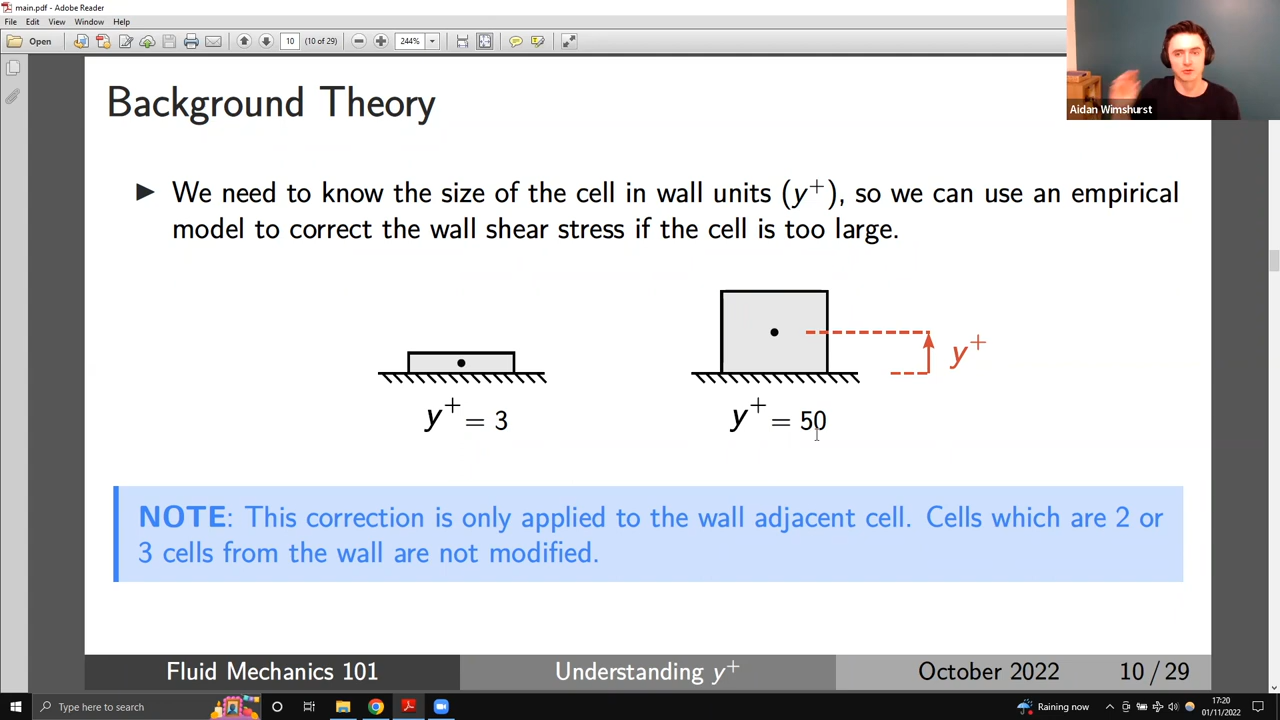 main.pdf - Adobe Reader
File Edit View Window Help
Open 10 (10 of 29) 244%
Aidan Wimshurst
Background Theory
We need to know the size of the cell in wall units (y⁺), so we can use an empirical
model to correct the wall shear stress if the cell is too large.
y⁺
y⁺ = 3 y⁺ = 50
NOTE: This correction is only applied to the wall adjacent cell. Cells which are 2 or
3 cells from the wall are not modified.
Fluid Mechanics 101 Understanding y⁺ October 2022 10 / 29
Type here to search Raining now 17:20
01/11/2022